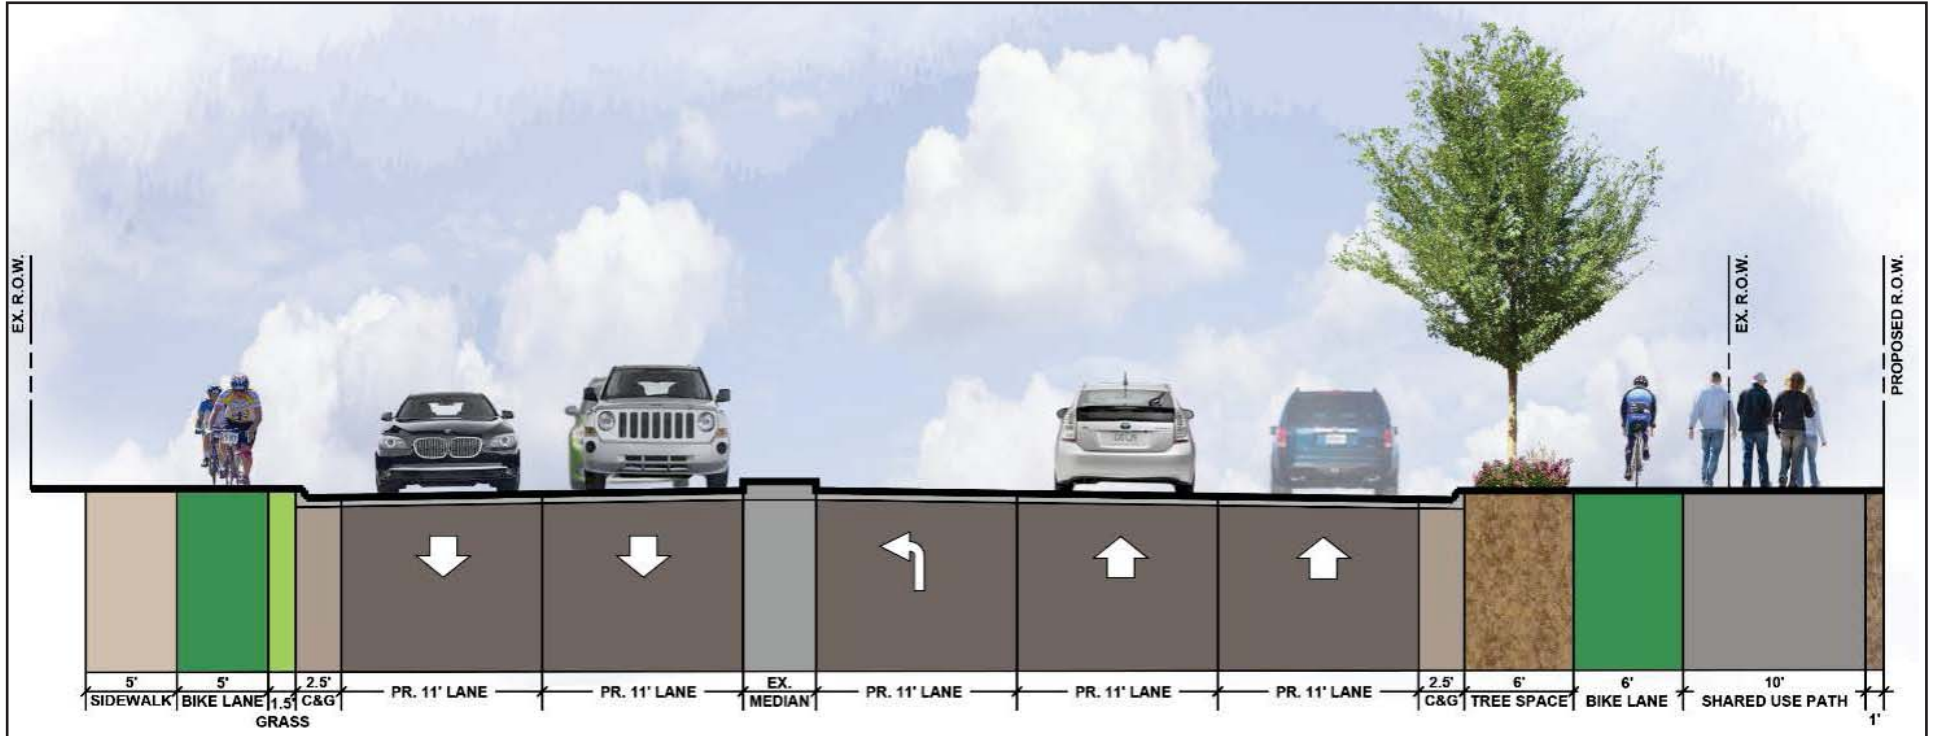 EX. R.O.W.
EX. R.O.W.
PROPOSED R.O.W.
5'
SIDEWALK
5'
BIKE LANE
1.5'
GRASS
2.5'
C&G
PR. 11' LANE
PR. 11' LANE
EX.
MEDIAN
PR. 11' LANE
PR. 11' LANE
PR. 11' LANE
2.5'
C&G
6'
TREE SPACE
6'
BIKE LANE
10'
SHARED USE PATH
1'